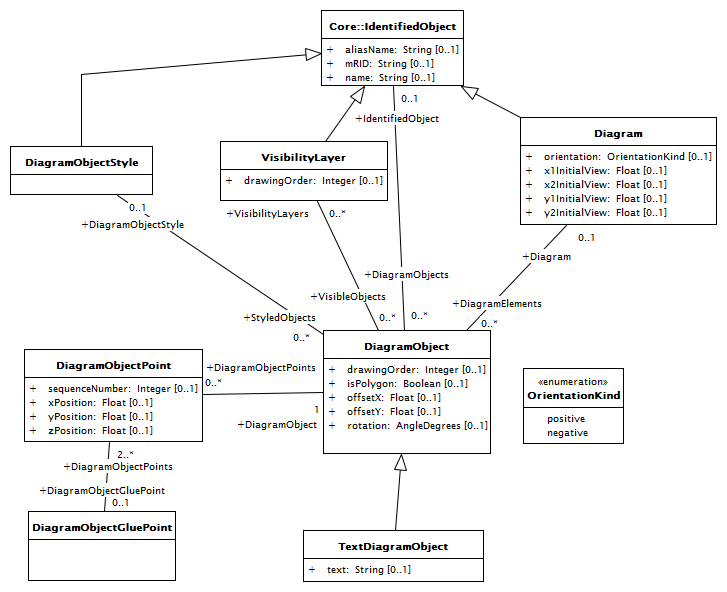 Core::IdentifiedObject
+ aliasName: String [0..1]
+ mRID: String [0..1]
+ name: String [0..1]
0..1
+IdentifiedObject
Diagram
+ orientation: OrientationKind [0..1]
+ x1InitialView: Float [0..1]
+ x2InitialView: Float [0..1]
+ y1InitialView: Float [0..1]
+ y2InitialView: Float [0..1]
DiagramObjectStyle
VisibilityLayer
+ drawingOrder: Integer [0..1]
0..1
+DiagramObjectStyle
+VisibilityLayers
0..*
0..1
+Diagram
+DiagramObjects
+VisibleObjects
+DiagramElements
+StyledObjects
0..*
0..*
0..*
0..*
DiagramObject
+ drawingOrder: Integer [0..1]
+ isPolygon: Boolean [0..1]
+ offsetX: Float [0..1]
+ offsetY: Float [0..1]
+ rotation: AngleDegrees [0..1]
DiagramObjectPoint
+ sequenceNumber: Integer [0..1]
+ xPosition: Float [0..1]
+ yPosition: Float [0..1]
+ zPosition: Float [0..1]
+DiagramObjectPoints
0..*
1
+DiagramObject
«enumeration»
OrientationKind
positive
negative
2..*
+DiagramObjectPoints
+DiagramObjectGluePoint
0..1
DiagramObjectGluePoint
TextDiagramObject
+ text: String [0..1]